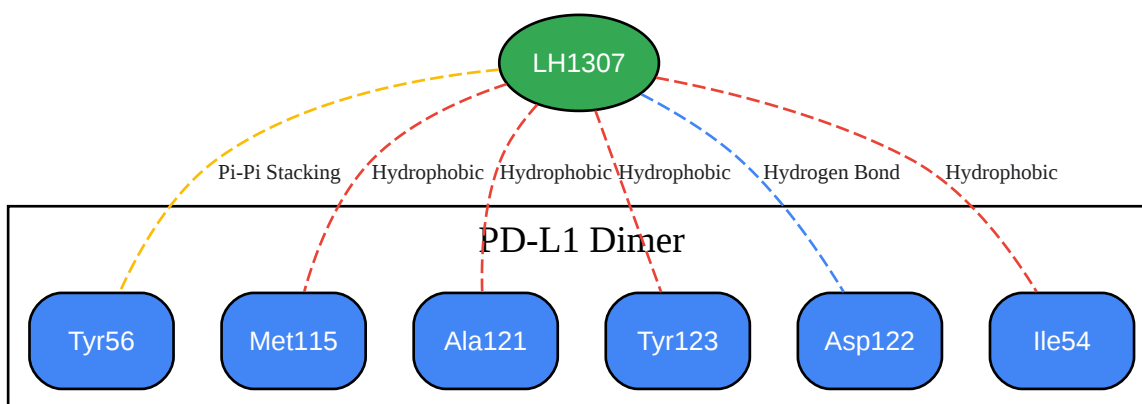 LH1307
Pi-Pi Stacking Hydrophobic Hydrophobic Hydrophobic Hydrogen Bond Hydrophobic
PD-L1 Dimer
Tyr56 Met115 Ala121 Tyr123 Asp122 Ile54